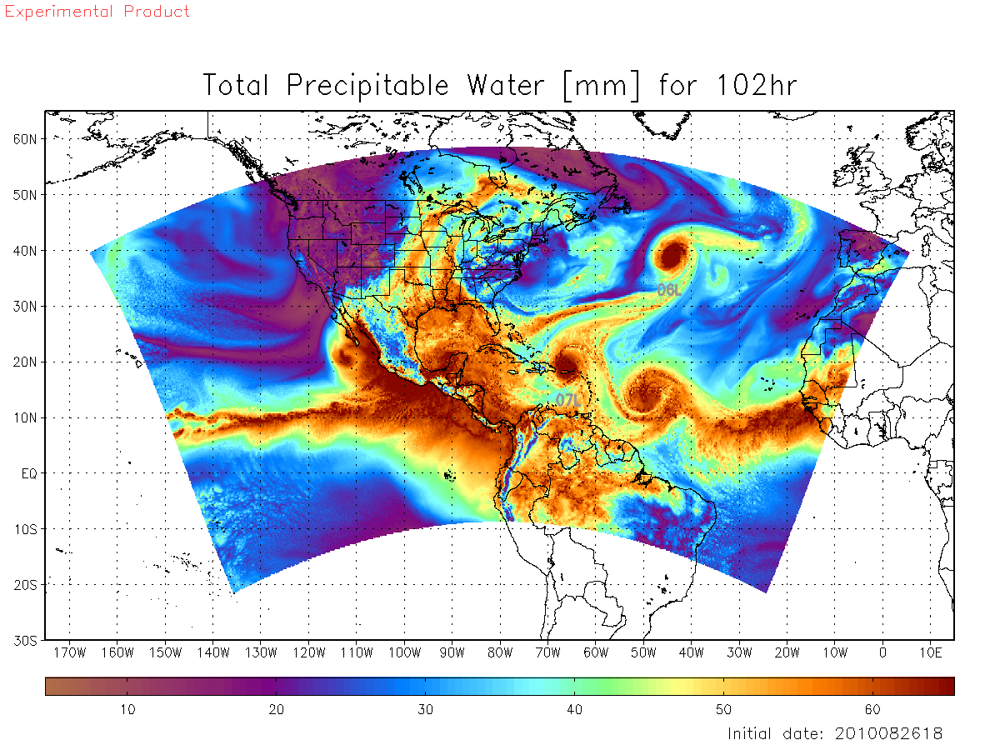 Experimental Product
Total Precipitable Water [mm] for 102hr
60N
50N
40N
30N
20N
10N
EQ
10S
20S
30S
06L
07L
170W 160W 150W 140W 130W 120W 110W 100W 90W 80W 70W 60W 50W 40W 30W 20W 10W 0 10E
10 20 30 40 50 60
Initial date: 2010082618